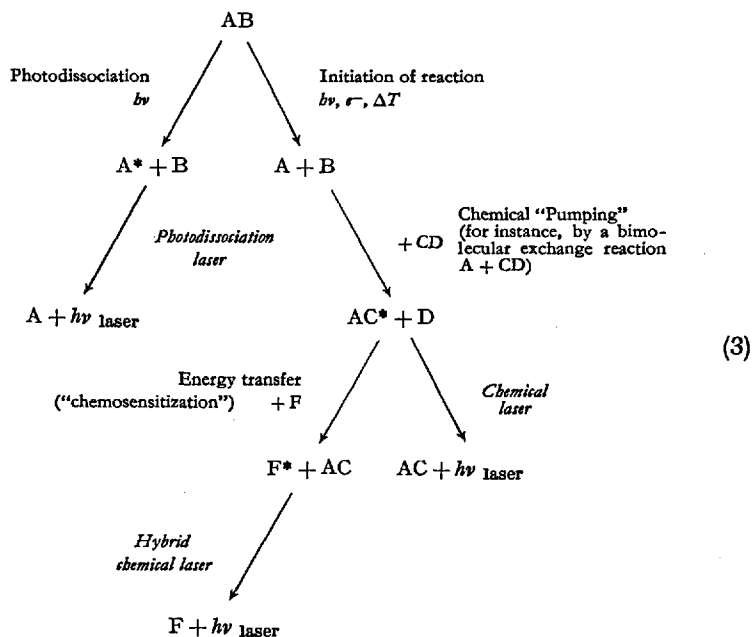 AB
Photodissociation
hν
Initiation of reaction
hν, e−, ΔT
A* + B
A + B
Photodissociation
laser
+ CD
Chemical “Pumping”
(for instance, by a bimo-
lecular exchange reaction
A + CD)
A + hν laser
AC* + D
(3)
Energy transfer
(“chemosensitization”) + F
Chemical
laser
F* + AC
AC + hν laser
Hybrid
chemical laser
F + hν laser